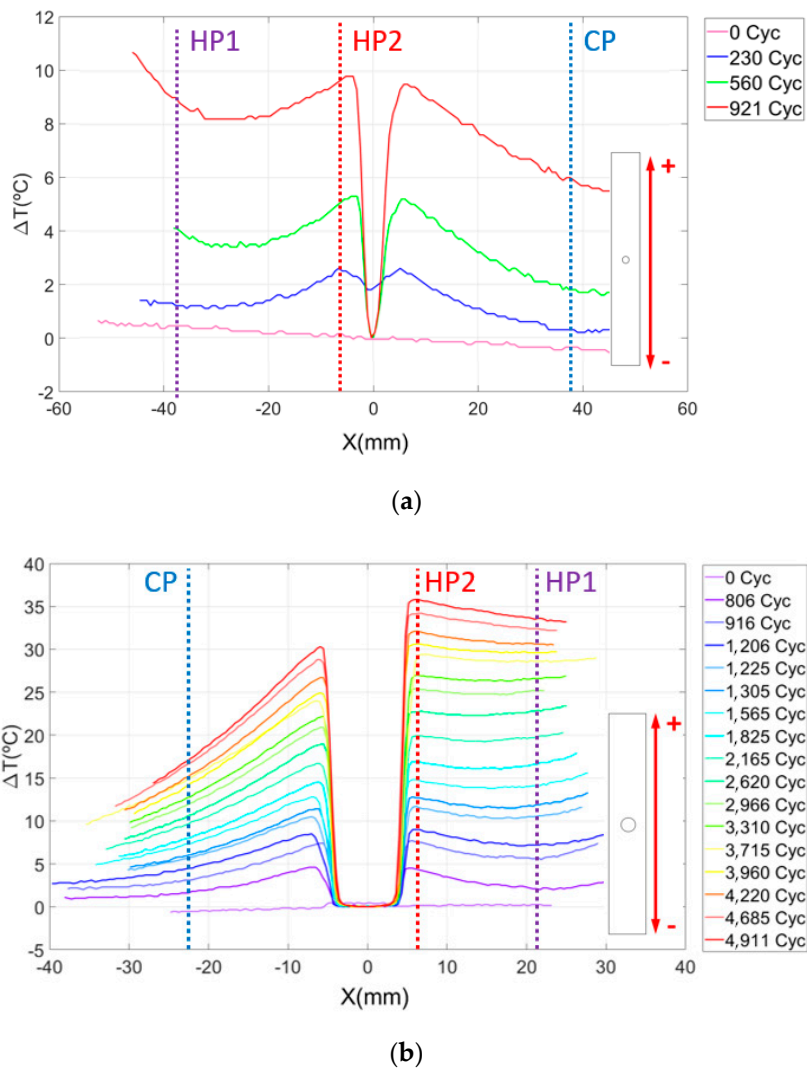 12
10
8
6
4
2
0
-2
ΔT(ºC)
HP1 HP2 CP
0 Cyc
230 Cyc
560 Cyc
921 Cyc
+
-
-60 -40 -20 0 20 40 60
X(mm)
(a)
40
35
30
25
20
15
10
5
0
-5
ΔT(ºC)
CP HP2 HP1
0 Cyc
806 Cyc
916 Cyc
1,206 Cyc
1,225 Cyc
1,305 Cyc
1,565 Cyc
1,825 Cyc
2,165 Cyc
2,620 Cyc
2,966 Cyc
3,310 Cyc
3,715 Cyc
3,960 Cyc
4,220 Cyc
4,685 Cyc
4,911 Cyc
+
-
-40 -30 -20 -10 0 10 20 30 40
X(mm)
(b)